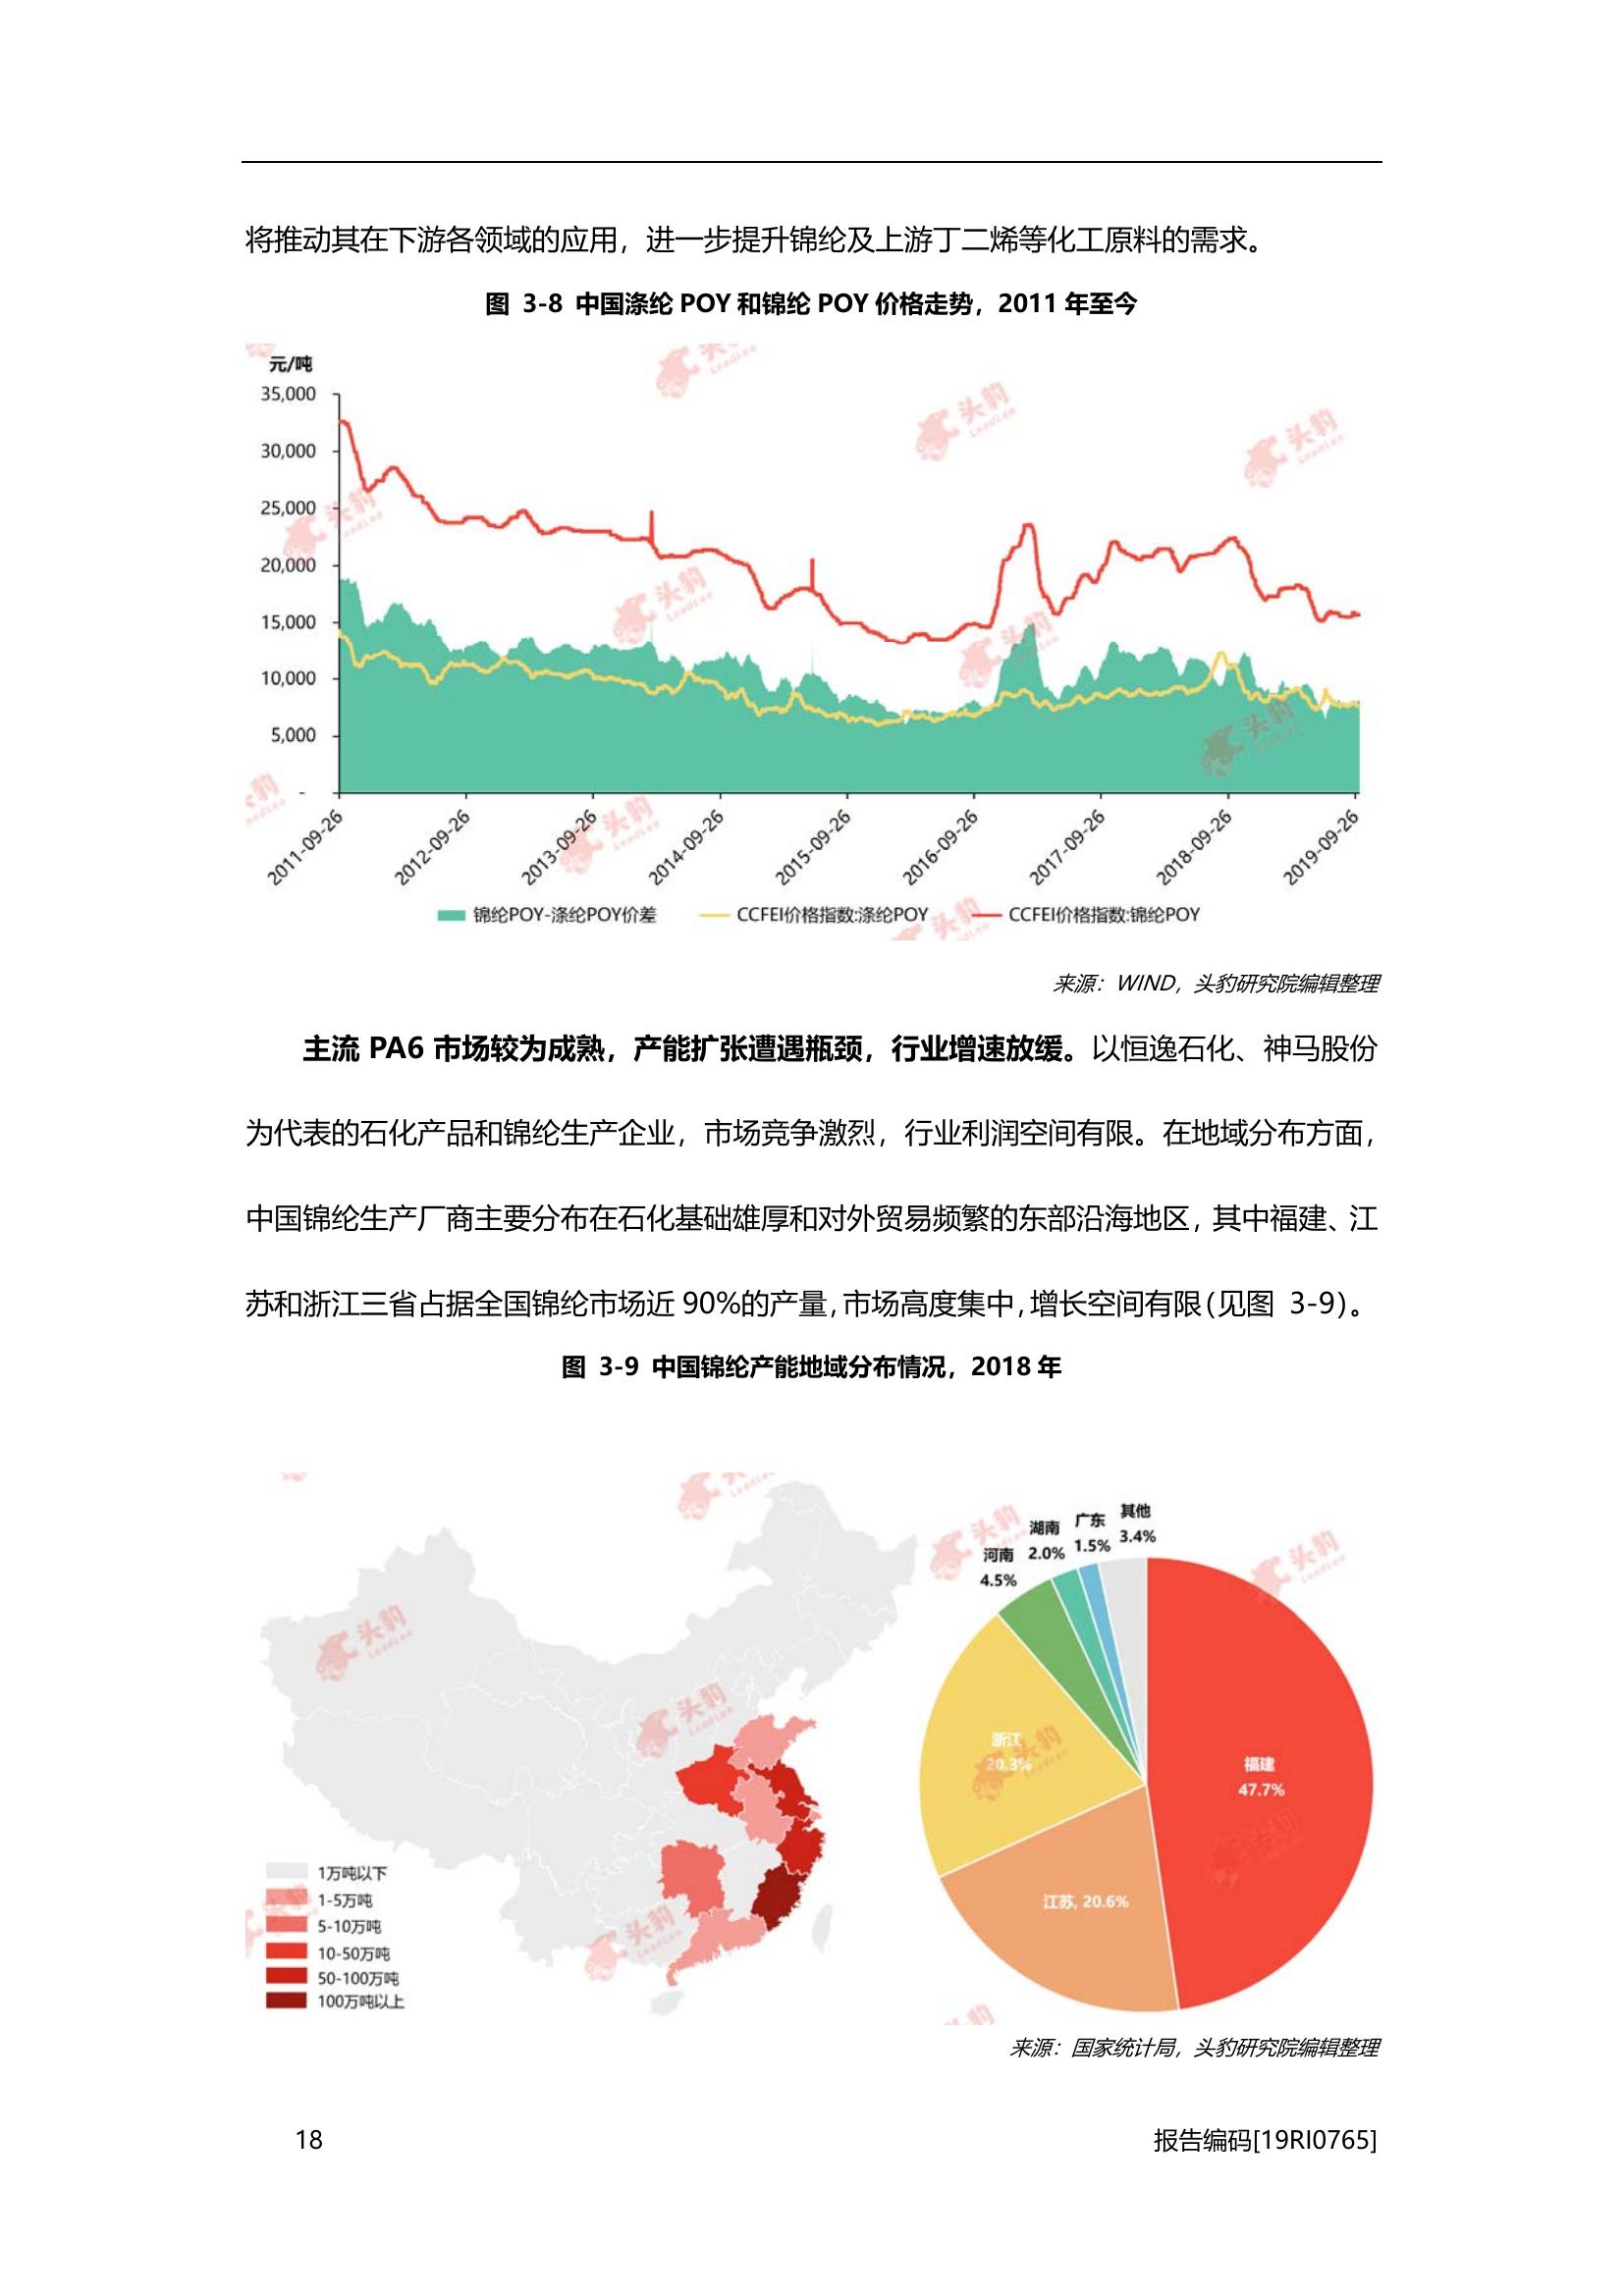 将推动其在下游各领域的应用，进一步提升锦纶及上游丁二烯等化工原料的需求。
图 3-8 中国涤纶 POY 和锦纶 POY 价格走势，2011 年至今
元/吨
35,000
30,000
25,000
20,000
15,000
10,000
5,000
-
2011-09-26
2012-09-26
2013-09-26
2014-09-26
2015-09-26
2016-09-26
2017-09-26
2018-09-26
2019-09-26
锦纶POY-涤纶POY价差
CCFEI价格指数:涤纶POY
CCFEI价格指数:锦纶POY
来源：WIND，头豹研究院编辑整理
主流 PA6 市场较为成熟，产能扩张遭遇瓶颈，行业增速放缓。以恒逸石化、神马股份
为代表的石化产品和锦纶生产企业，市场竞争激烈，行业利润空间有限。在地域分布方面，
中国锦纶生产厂商主要分布在石化基础雄厚和对外贸易频繁的东部沿海地区，其中福建、江
苏和浙江三省占据全国锦纶市场近 90%的产量，市场高度集中，增长空间有限（见图 3-9）。
图 3-9 中国锦纶产能地域分布情况，2018 年
1万吨以下
1-5万吨
5-10万吨
10-50万吨
50-100万吨
100万吨以上
河南
4.5%
湖南
2.0%
广东
1.5%
其他
3.4%
浙江
20.3%
福建
47.7%
江苏, 20.6%
来源：国家统计局，头豹研究院编辑整理
18
报告编码[19RI0765]
头豹
LeadLeo